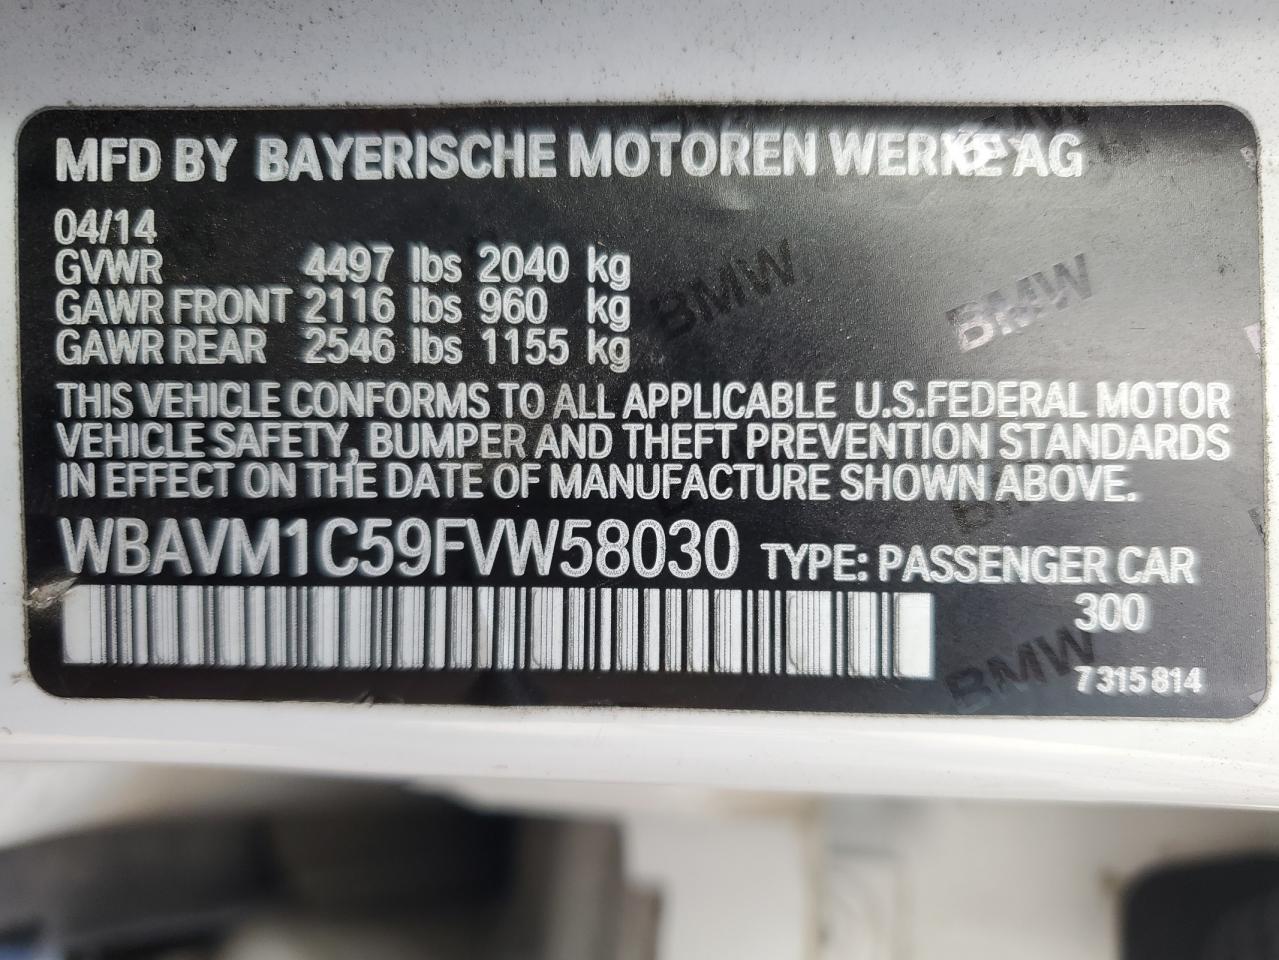 MFD BY BAYERISCHE MOTOREN WERKE AG
04/14
GVWR 4497 lbs 2040 kg
GAWR FRONT 2116 lbs 960 kg
GAWR REAR 2546 lbs 1155 kg
THIS VEHICLE CONFORMS TO ALL APPLICABLE U.S.FEDERAL MOTOR
VEHICLE SAFETY, BUMPER AND THEFT PREVENTION STANDARDS
IN EFFECT ON THE DATE OF MANUFACTURE SHOWN ABOVE.
WBAVM1C59FVW58030 TYPE: PASSENGER CAR
300
7 315 814
BMW
BMW
BMW